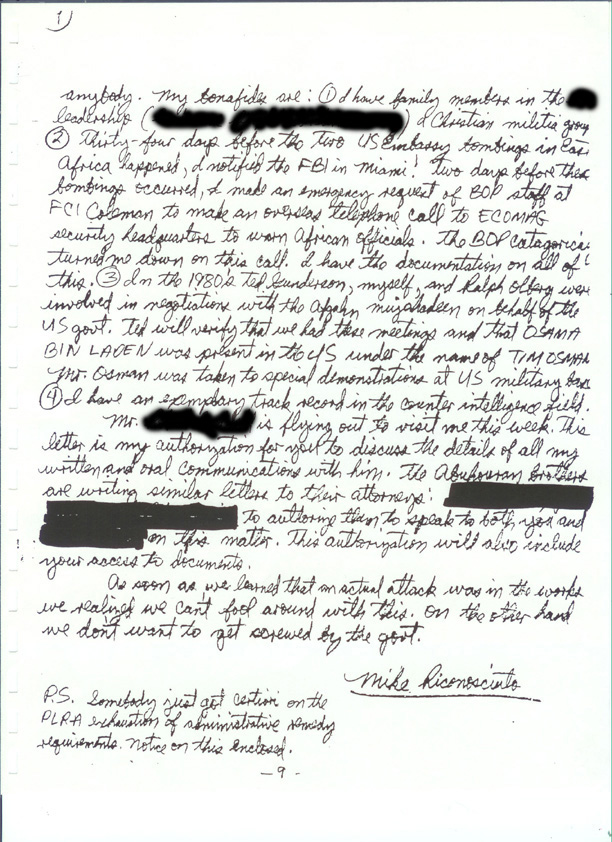 1)
anybody. My bonafides are: ① I have family members in the
leadership ( ) of Christian militia group
② Thirty-four days before the two US Embassy bombings in East
Africa happened, I notified the FBI in Miami! Two days before these
bombings occurred, I made an emergency request of BOP staff at
FCI Coleman to make an overseas telephone call to ECOMAG
security headquarters to warn African officials. The BOP catagorical
turned me down on this call. I have the documentation on all of
this. ③ In the 1980's Ted Gunderson, myself, and Ralph Olberg were
involved in negotiations with the Afgahn mujahadeen on behalf of the
US govt. Ted will verify that we had these meetings and that OSAMA
BIN LADEN was present in the US under the name of TIM OSMAN
Mr. Osman was taken to special demonstrations at US military bases
④ I have an exemplary track record in the counter intelligence field.
Mr. is flying out to visit me this week. This
letter is my authorization for you to discuss the details of all my
written and oral communications with him. The Abukhouran brothers
are writing similar letters to their attorneys:
to authorize them to speak to both you and
on this matter. This authorization will also include
your access to documents.
As soon as we learned that an actual attack was in the works
we realized we can't fool around with this. On the other hand
we don't want to get screwed by the govt.
Mike Riconosciuto
P.S. Somebody just got certiori on the
PLRA exhaustion of administrative remedy
requirements. Notice on this enclosed.
-9-